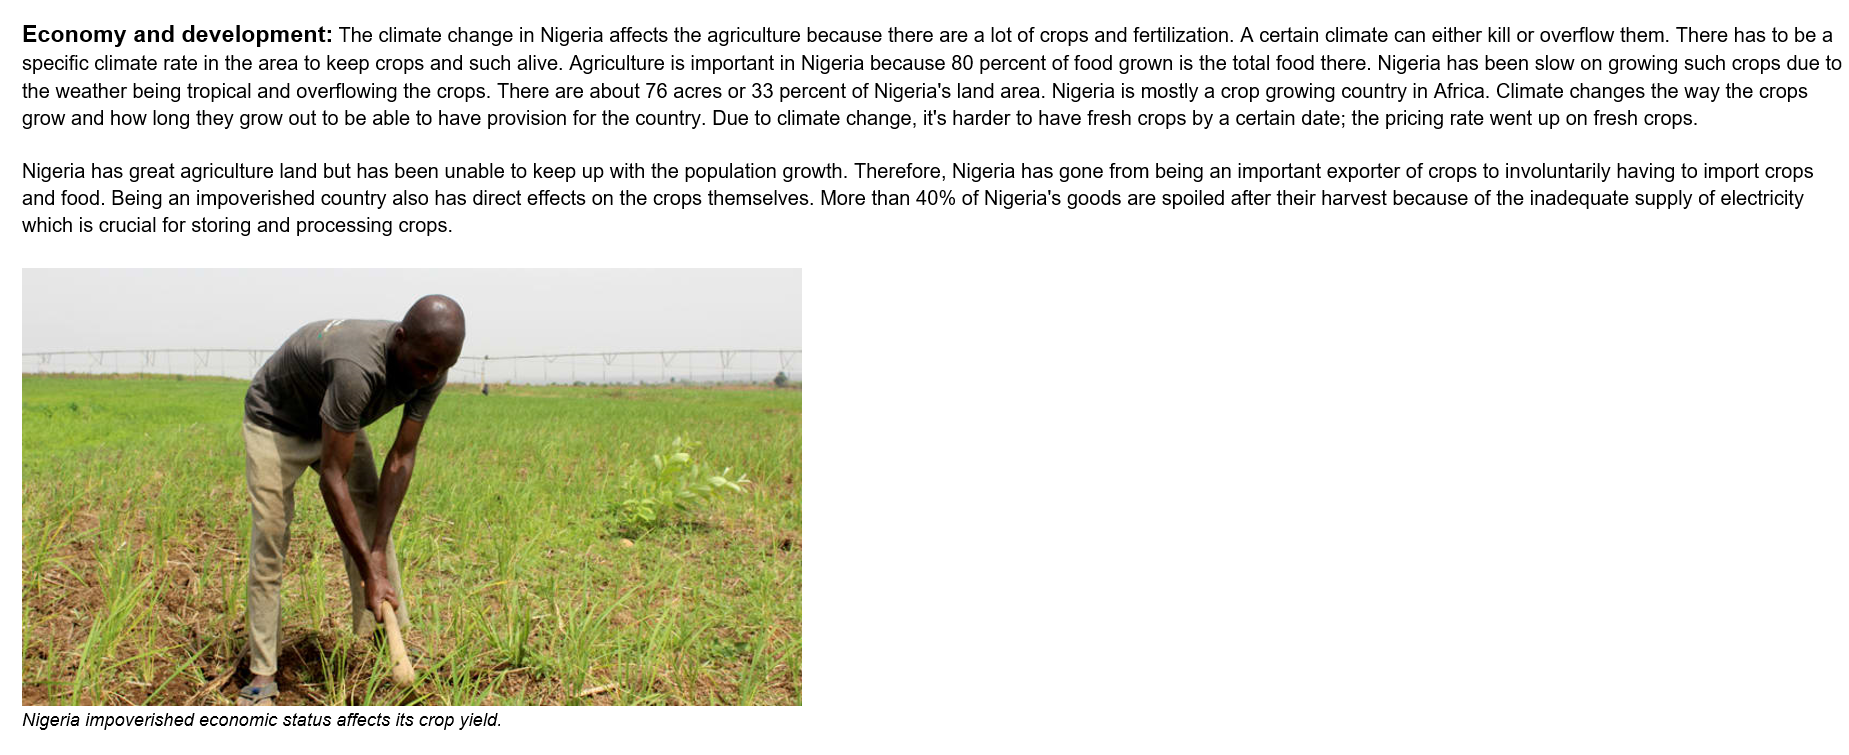 Economy and development: The climate change in Nigeria affects the agriculture because there are a lot of crops and fertilization. A certain climate can either kill or overflow them. There has to be a
specific climate rate in the area to keep crops and such alive. Agriculture is important in Nigeria because 80 percent of food grown is the total food there. Nigeria has been slow on growing such crops due to
the weather being tropical and overflowing the crops. There are about 76 acres or 33 percent of Nigeria's land area. Nigeria is mostly a crop growing country in Africa. Climate changes the way the crops
grow and how long they grow out to be able to have provision for the country. Due to climate change, it's harder to have fresh crops by a certain date; the pricing rate went up on fresh crops.
Nigeria has great agriculture land but has been unable to keep up with the population growth. Therefore, Nigeria has gone from being an important exporter of crops to involuntarily having to import crops
and food. Being an impoverished country also has direct effects on the crops themselves. More than 40% of Nigeria's goods are spoiled after their harvest because of the inadequate supply of electricity
which is crucial for storing and processing crops.
Nigeria impoverished economic status affects its crop yield.